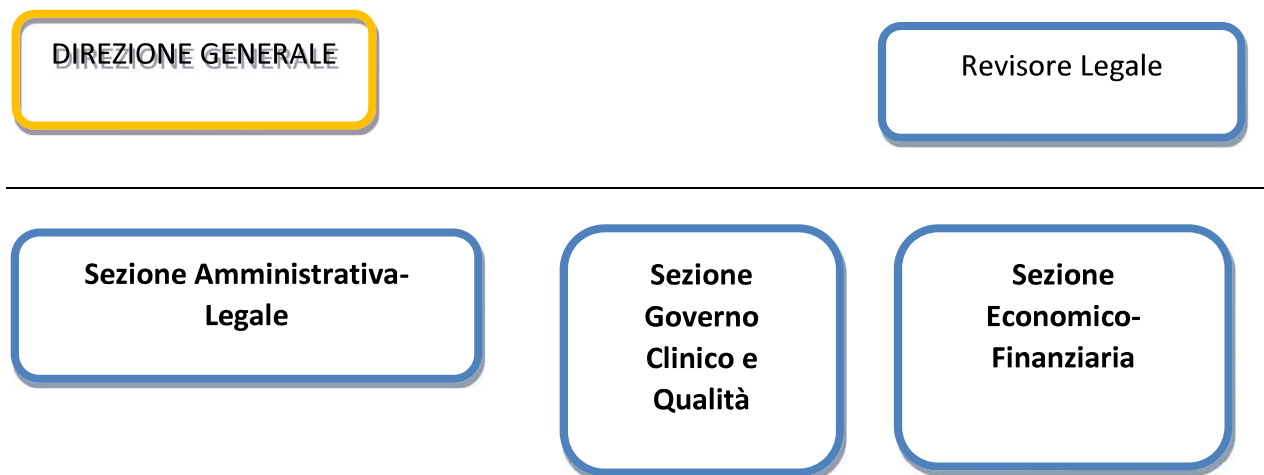 DIREZIONE GENERALE
Revisore Legale
Sezione Amministrativa-
Legale
Sezione
Governo
Clinico e
Qualità
Sezione
Economico-
Finanziaria